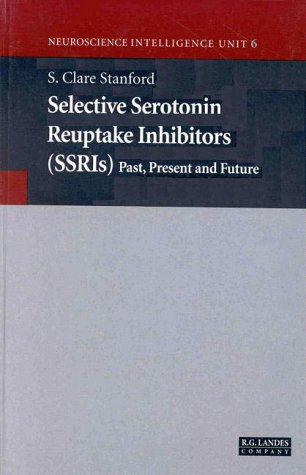 NEUROSCIENCE INTELLIGENCE UNIT 6
S. Clare Stanford
Selective Serotonin
Reuptake Inhibitors
(SSRIs) Past, Present and Future
R.G. LANDES
COMPANY